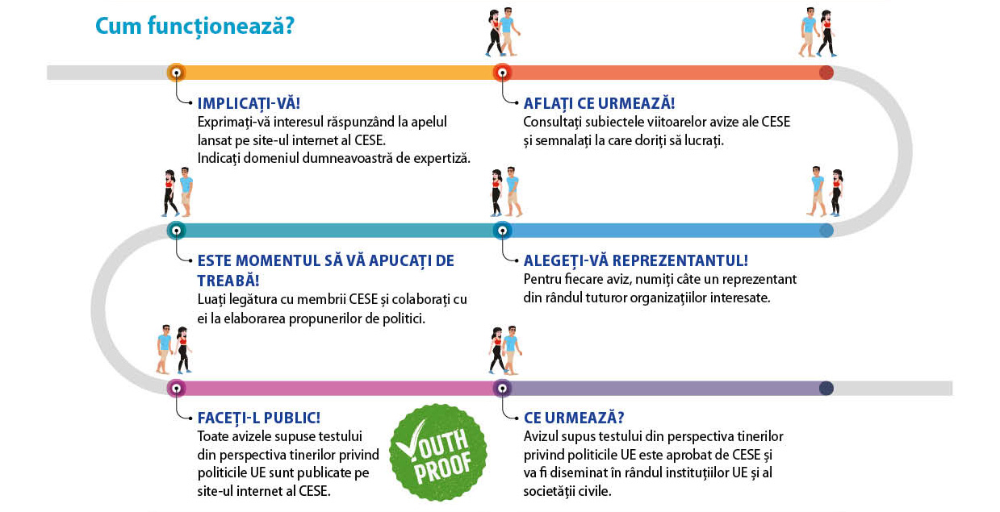 Cum funcționează?
IMPLICAȚI-VĂ!
Exprimați-vă interesul răspunzând la apelul
lansat pe site-ul internet al CESE.
Indicați domeniul dumneavoastră de expertiză.
AFLAȚI CE URMEAZĂ!
Consultați subiectele viitoarelor avize ale CESE
și semnalați la care doriți să lucrați.
ALEGEȚI-VĂ REPREZENTANTUL!
Pentru fiecare aviz, numiți câte un reprezentant
din rândul tuturor organizațiilor interesate.
ESTE MOMENTUL SĂ VĂ APUCAȚI DE
TREABĂ!
Luați legătura cu membrii CESE și colaborați cu
ei la elaborarea propunerilor de politici.
FACEȚI-L PUBLIC!
Toate avizele supuse testului
din perspectiva tinerilor privind
politicile UE sunt publicate pe
site-ul internet al CESE.
YOUTH
PROOF
CE URMEAZĂ?
Avizul supus testului din perspectiva tinerilor
privind politicile UE este aprobat de CESE și
va fi diseminat în rândul instituțiilor UE și al
societății civile.